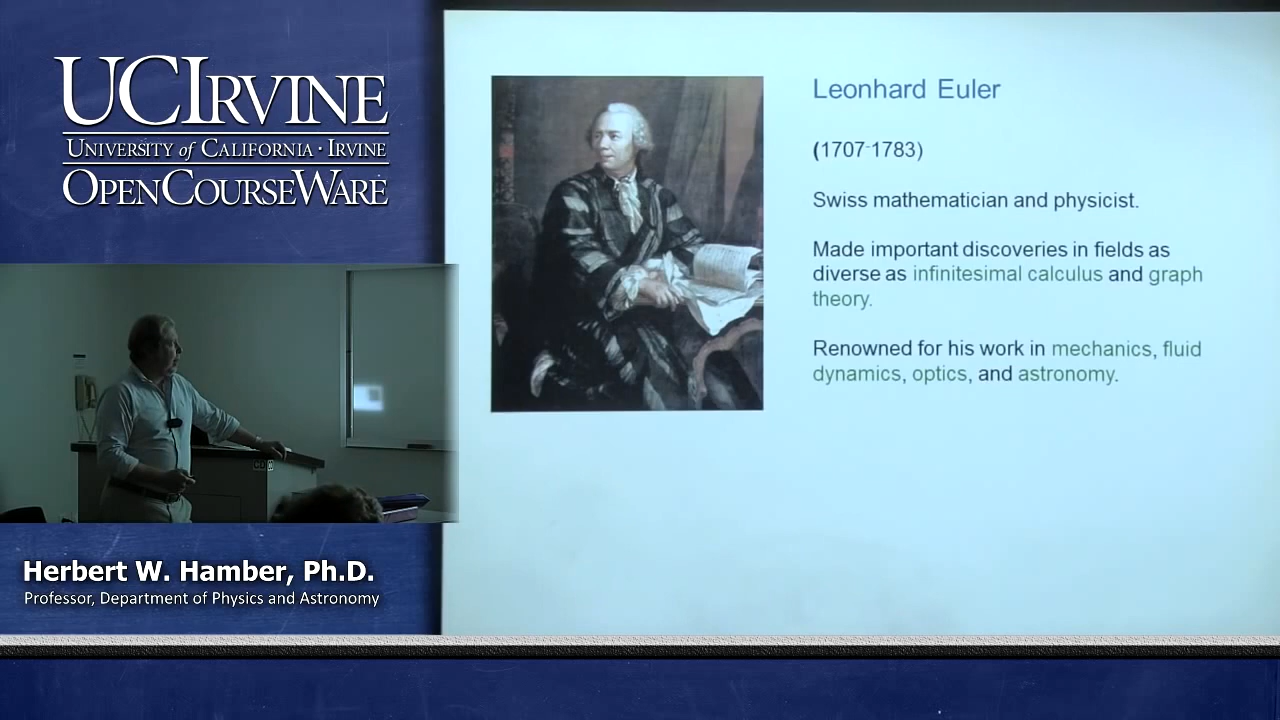 UCIRVINE
UNIVERSITY of CALIFORNIA · IRVINE
OPENCOURSEWARE
Leonhard Euler
(1707-1783)
Swiss mathematician and physicist.
Made important discoveries in fields as
diverse as infinitesimal calculus and graph
theory.
Renowned for his work in mechanics, fluid
dynamics, optics, and astronomy.
Herbert W. Hamber, Ph.D.
Professor, Department of Physics and Astronomy